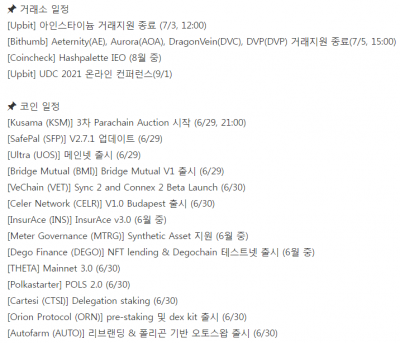 📌 거래소 일정
[Upbit] 아인스타이늄 거래지원 종료 (7/3, 12:00)
[Bithumb] Aeternity(AE), Aurora(AOA), DragonVein(DVC), DVP(DVP) 거래지원 종료(7/5, 15:00)
[Coincheck] Hashpalette IEO (8월 중)
[Upbit] UDC 2021 온라인 컨퍼런스(9/1)
📌 코인 일정
[Kusama (KSM)] 3차 Parachain Auction 시작 (6/29, 21:00)
[SafePal (SFP)] V2.7.1 업데이트 (6/29)
[Ultra (UOS)] 메인넷 출시 (6/29)
[Bridge Mutual (BMI)] Bridge Mutual V1 출시 (6/29)
[VeChain (VET)] Sync 2 and Connex 2 Beta Launch (6/30)
[Celer Network (CELR)] V1.0 Budapest 출시 (6/30)
[InsurAce (INS)] InsurAce v3.0 (6월 중)
[Meter Governance (MTRG)] Synthetic Asset 지원 (6월 중)
[Dego Finance (DEGO)] NFT lending & Degochain 테스트넷 출시 (6월 중)
[THETA] Mainnet 3.0 (6/30)
[Polkastarter] POLS 2.0 (6/30)
[Cartesi (CTSI)] Delegation staking (6/30)
[Orion Protocol (ORN)] pre-staking 및 dex kit 출시 (6/30)
[Autofarm (AUTO)] 리브랜딩 & 폴리곤 기반 오토스왑 출시 (6/30)